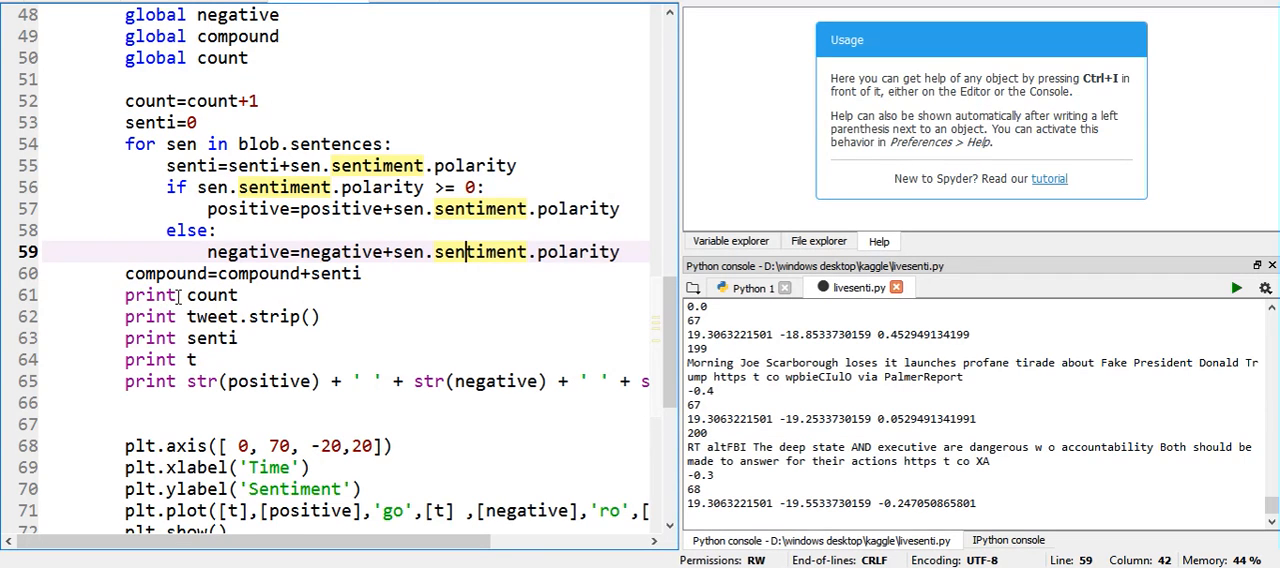 48 global negative
49 global compound
50 global count
51
52 count=count+1
53 senti=0
54 for sen in blob.sentences:
55 senti=senti+sen.sentiment.polarity
56 if sen.sentiment.polarity >= 0:
57 positive=positive+sen.sentiment.polarity
58 else:
59 negative=negative+sen.sentiment.polarity
60 compound=compound+senti
61 print count
62 print tweet.strip()
63 print senti
64 print t
65 print str(positive) + ' ' + str(negative) + ' ' + s
66
67
68 plt.axis([ 0, 70, -20,20])
69 plt.xlabel('Time')
70 plt.ylabel('Sentiment')
71 plt.plot([t],[positive],'go',[t] ,[negative],'ro',[
72 plt.show()
Usage
Here you can get help of any object by pressing Ctrl+I in
front of it, either on the Editor or the Console.
Help can also be shown automatically after writing a left
parenthesis next to an object. You can activate this
behavior in Preferences > Help.
New to Spyder? Read our tutorial
Variable explorer File explorer Help
Python console - D:\windows desktop\kaggle\livesenti.py
Python 1 livesenti.py
0.0
67
19.3063221501 -18.8533730159 0.452949134199
199
Morning Joe Scarborough loses it launches profane tirade about Fake President Donald Tr
ump https t co wpbieCIulO via PalmerReport
-0.4
67
19.3063221501 -19.2533730159 0.0529491341991
200
RT altFBI The deep state AND executive are dangerous w o accountability Both should be
made to answer for their actions https t co XA
-0.3
68
19.3063221501 -19.5533730159 -0.247050865801
Python console - D:\windows desktop\kaggle\livesenti.py IPython console
Permissions: RW End-of-lines: CRLF Encoding: UTF-8 Line: 59 Column: 42 Memory: 44 %